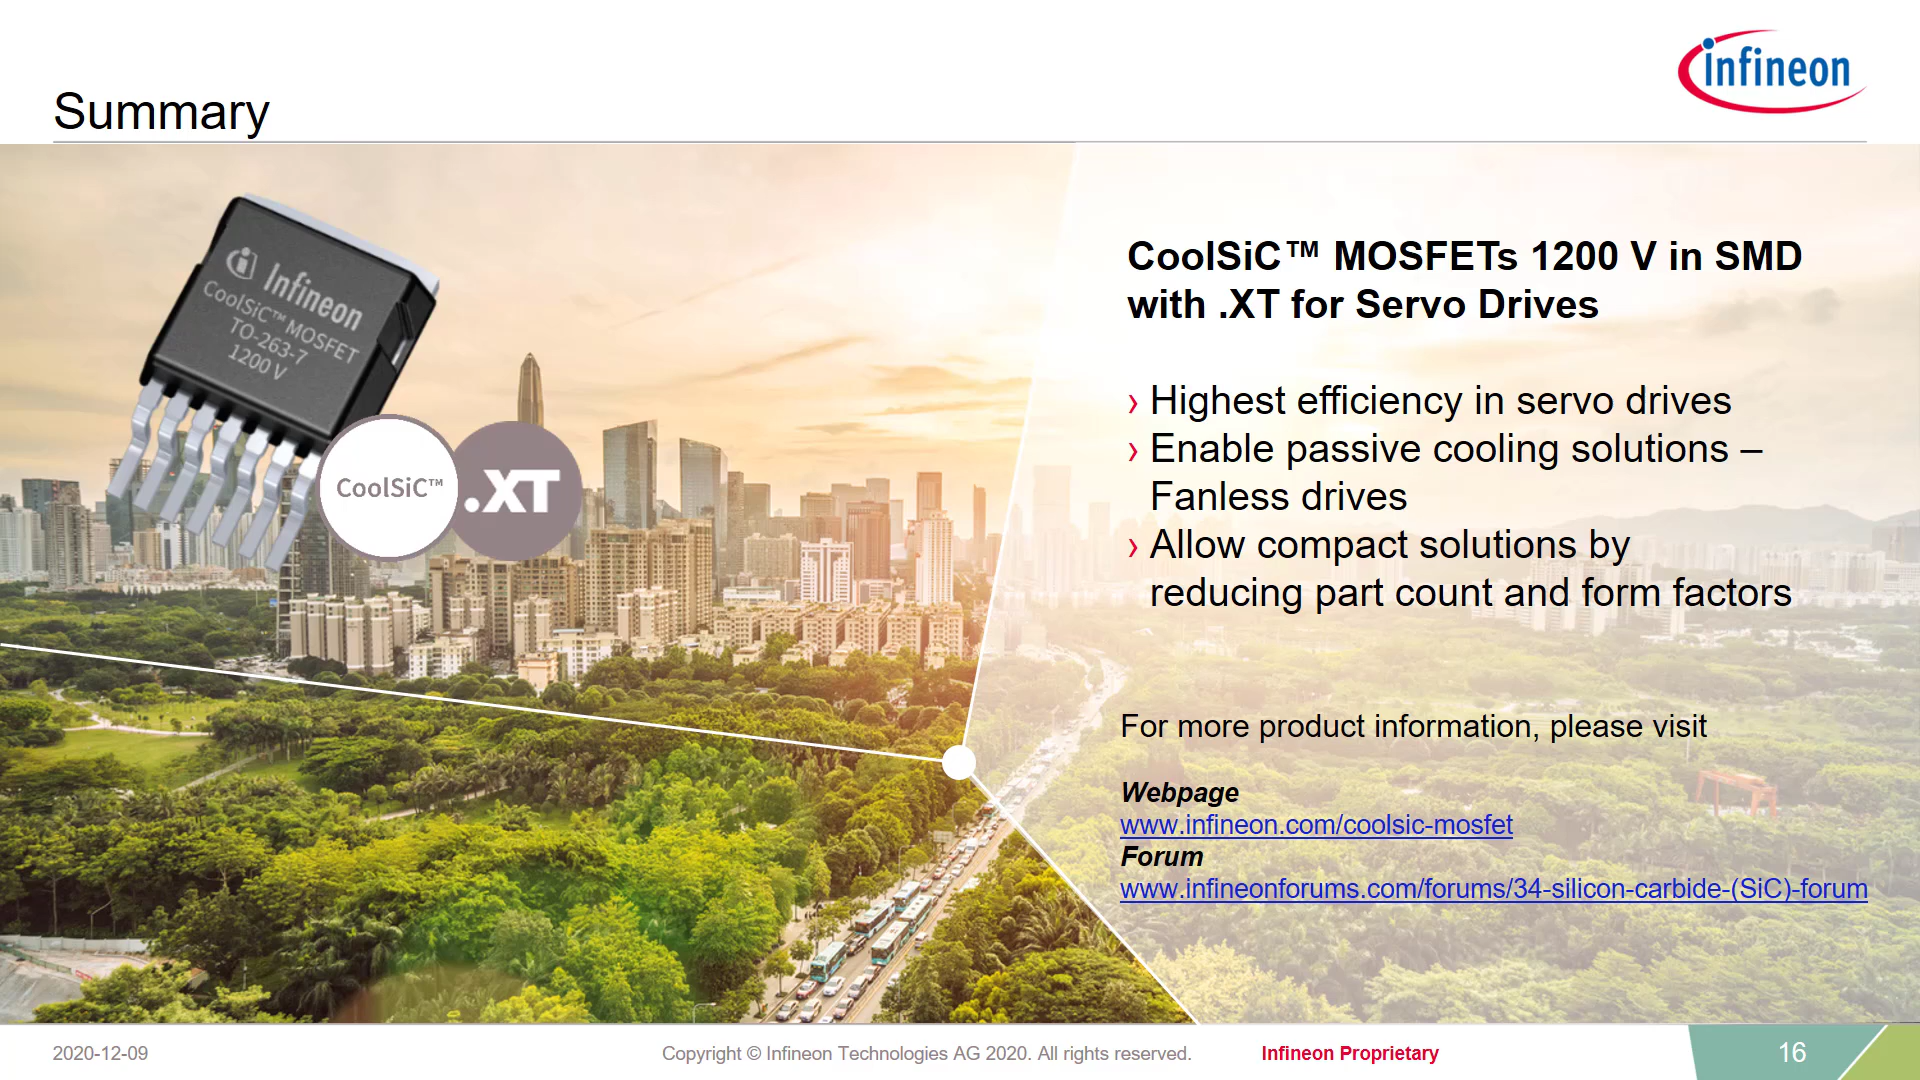 Summary
infineon
Infineon
CoolSiC™ MOSFET
TO-263-7
1200 V
CoolSiC™
.XT
CoolSiC™ MOSFETs 1200 V in SMD
with .XT for Servo Drives
› Highest efficiency in servo drives
› Enable passive cooling solutions –
Fanless drives
› Allow compact solutions by
reducing part count and form factors
For more product information, please visit
Webpage
www.infineon.com/coolsic-mosfet
Forum
www.infineonforums.com/forums/34-silicon-carbide-(SiC)-forum
2020-12-09
Copyright © Infineon Technologies AG 2020. All rights reserved.
Infineon Proprietary
16